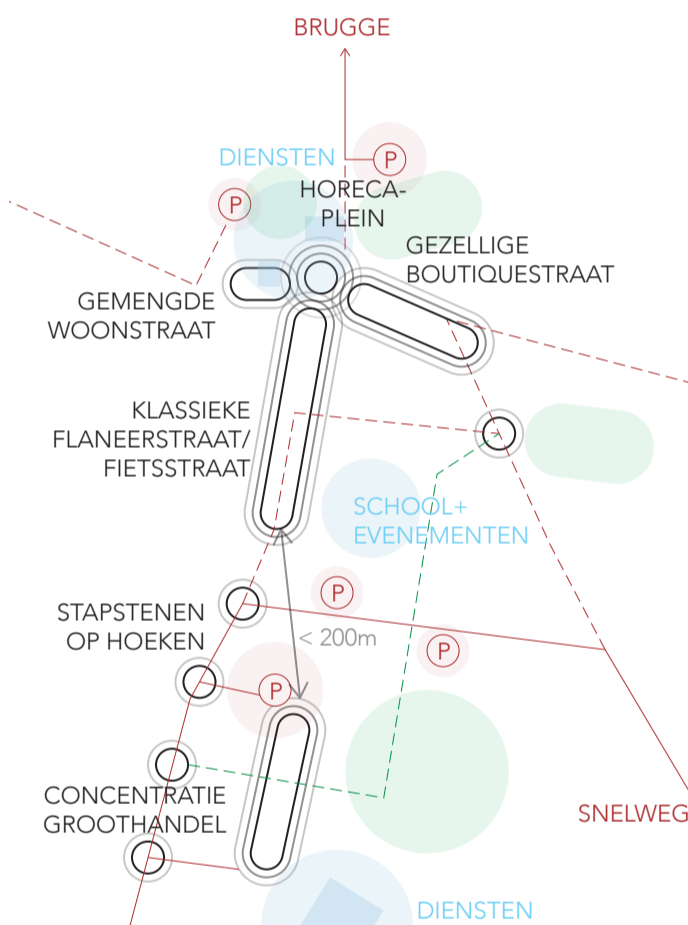 BRUGGE
DIENSTEN
P
HORECA-
PLEIN
P
GEZELLIGE
BOUTIQUESTRAAT
GEMENGDE
WOONSTRAAT
KLASSIEKE
FLANEERSTRAAT/
FIETSSTRAAT
SCHOOL+
EVENEMENTEN
P
STAPSTENEN
OP HOEKEN
< 200m
P
P
CONCENTRATIE
GROOTHANDEL
SNELWEG
DIENSTEN